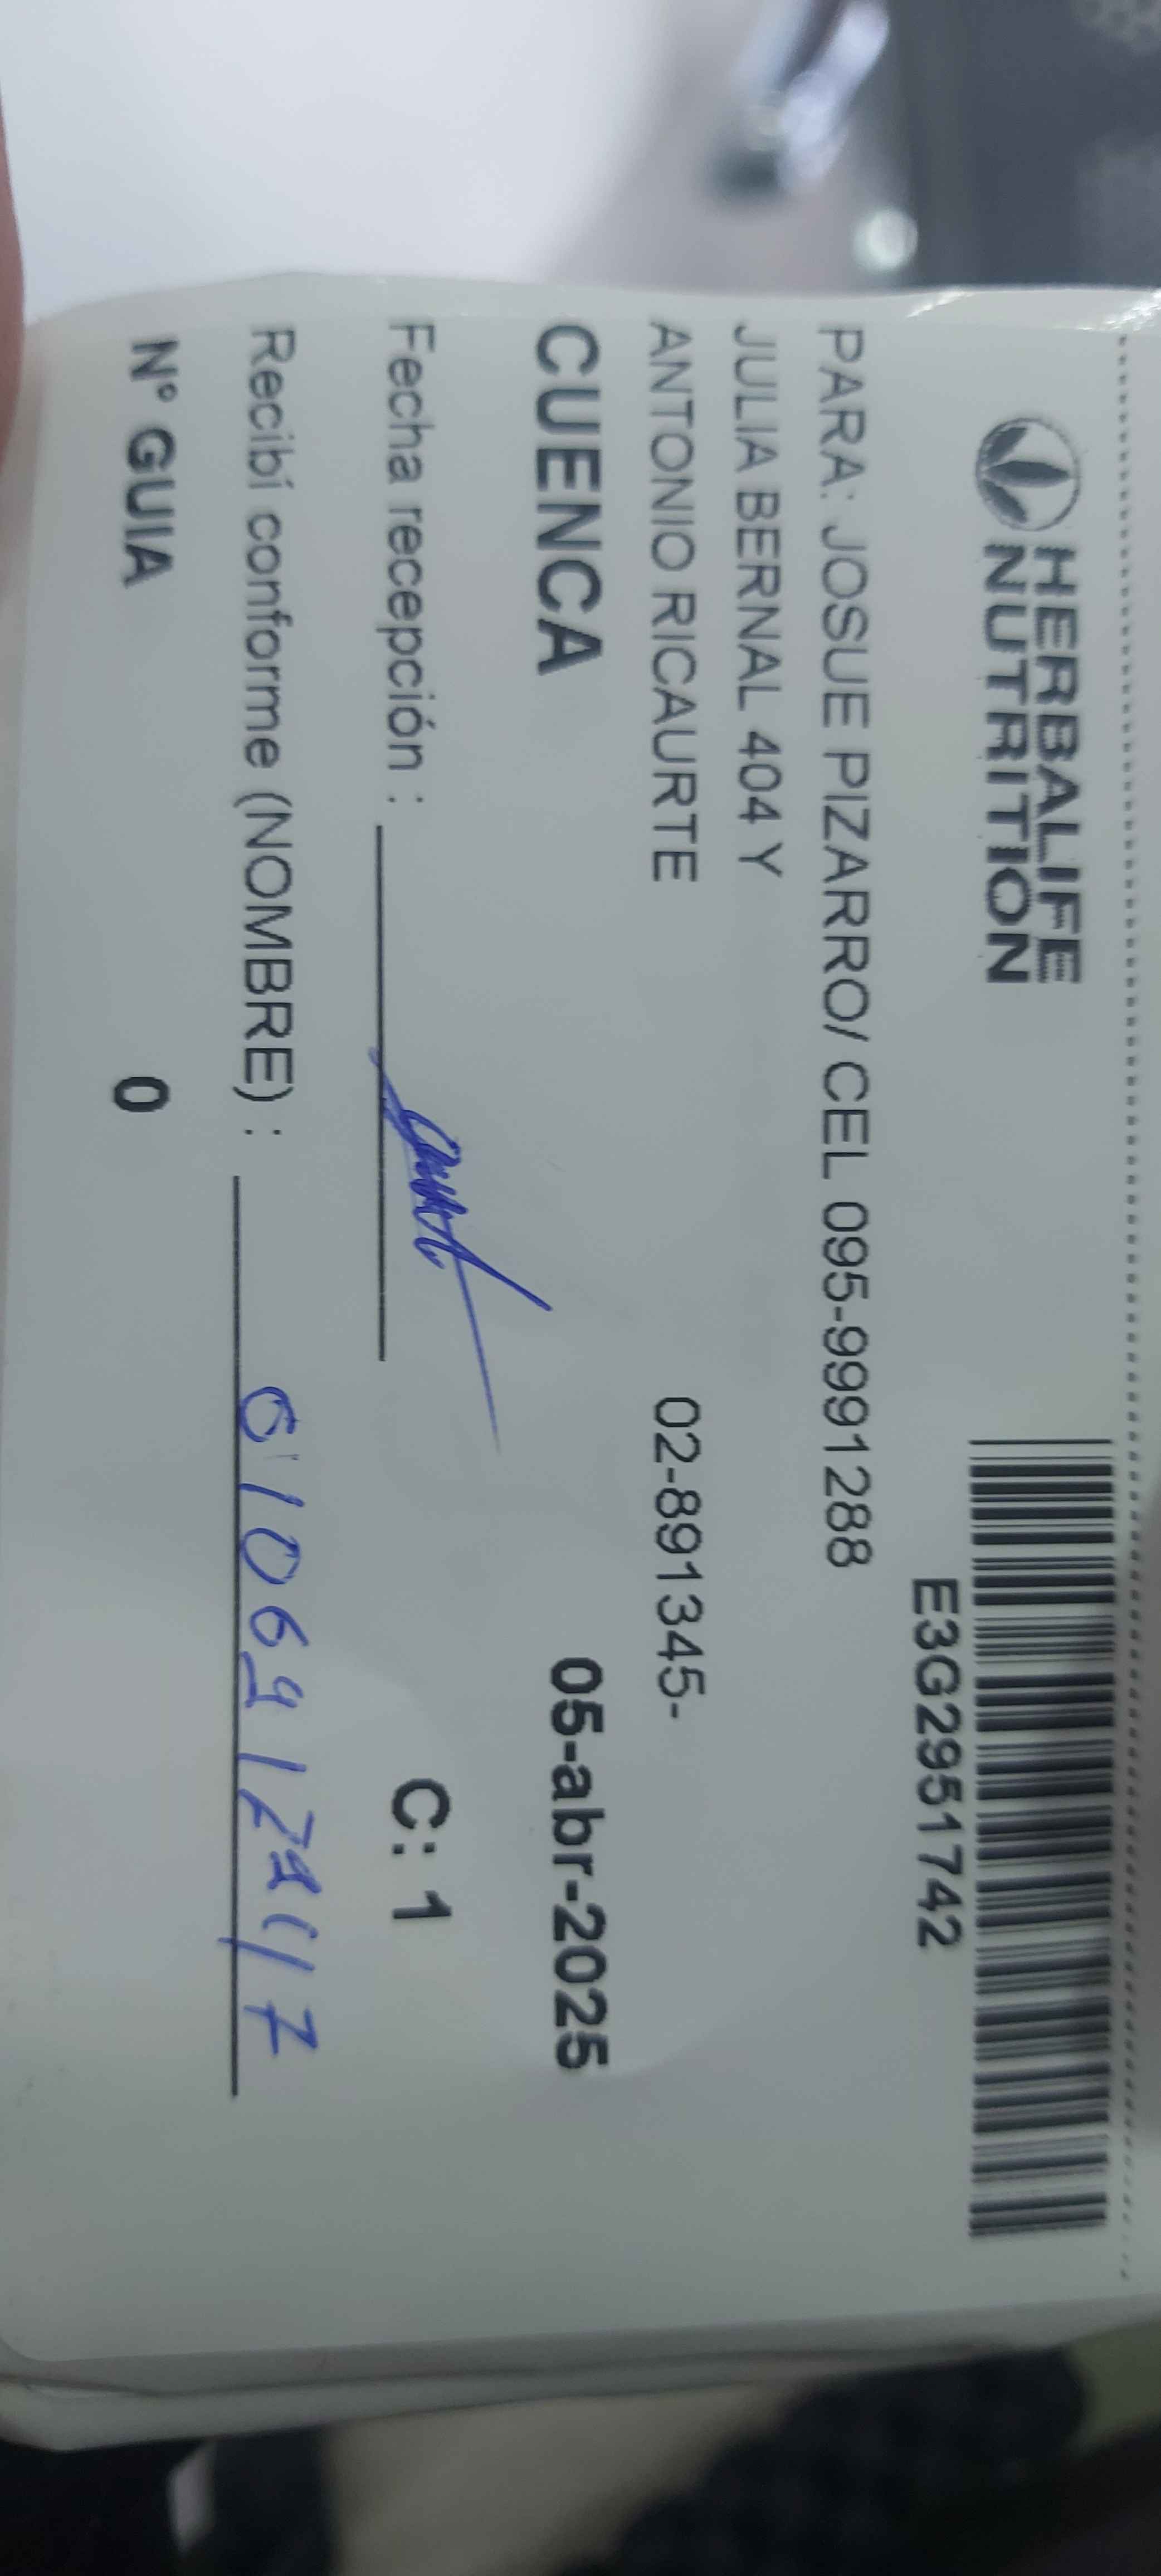 HERBALIFE
NUTRITION
E3G2951742
PARA: JOSUE PIZARRO/ CEL 095-9991288
JULIA BERNAL 404 Y
ANTONIO RICAURTE 02-891345-
CUENCA 05-abr-2025
Fecha recepción : C: 1
Recibí conforme (NOMBRE) :
N° GUIA 0